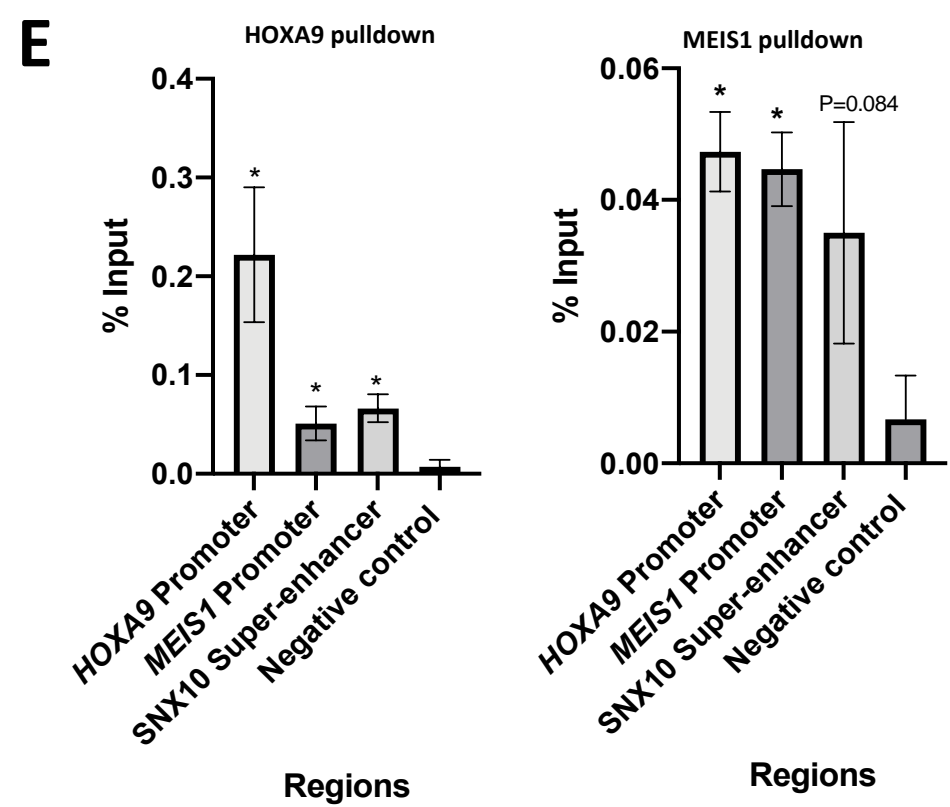 E
HOXA9 pulldown
% Input
0.4
0.3
0.2
0.1
0.0
*
*
*
HOXA9 Promoter
MEIS1 Promoter
SNX10 Super-enhancer
Negative control
Regions
MEIS1 pulldown
% Input
0.06
0.04
0.02
0.00
*
*
P=0.084
HOXA9 Promoter
MEIS1 Promoter
SNX10 Super-enhancer
Negative control
Regions